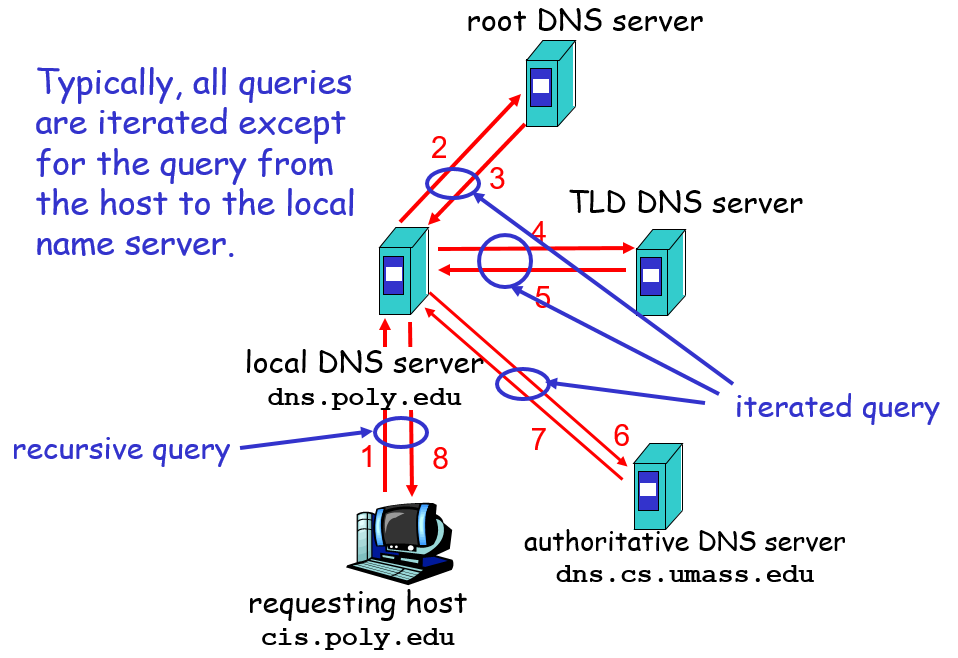 root DNS server
Typically, all queries
are iterated except
for the query from
the host to the local
name server.
2
3
TLD DNS server
4
5
local DNS server
dns.poly.edu
iterated query
recursive query
1
8
7
6
authoritative DNS server
dns.cs.umass.edu
requesting host
cis.poly.edu